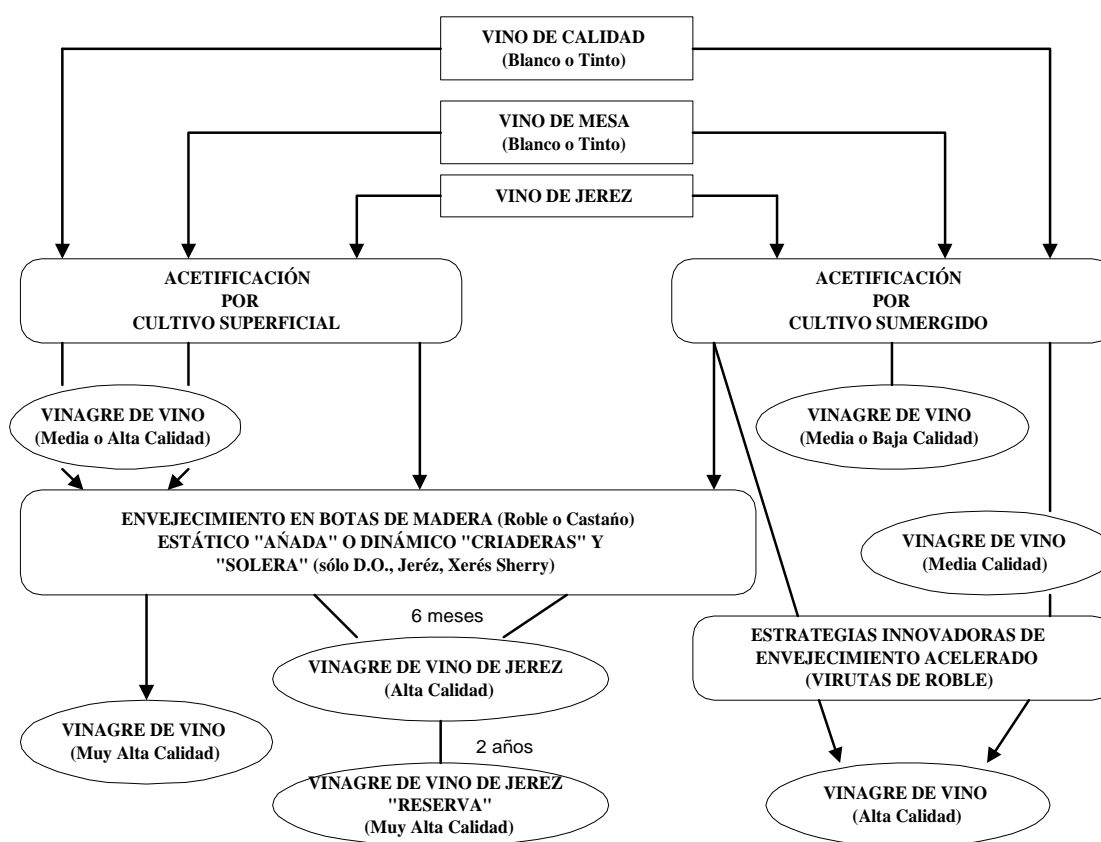 VINO DE CALIDAD
(Blanco o Tinto)
VINO DE MESA
(Blanco o Tinto)
VINO DE JEREZ
ACETIFICACIÓN
POR
CULTIVO SUPERFICIAL
ACETIFICACIÓN
POR
CULTIVO SUMERGIDO
VINAGRE DE VINO
(Media o Alta Calidad)
VINAGRE DE VINO
(Media o Baja Calidad)
ENVEJECIMIENTO EN BOTAS DE MADERA (Roble o Castańo)
ESTÁTICO "AŃADA" O DINÁMICO "CRIADERAS" Y
"SOLERA" (sólo D.O., Jeréz, Xerés Sherry)
VINAGRE DE VINO
(Media Calidad)
6 meses
VINAGRE DE VINO DE JEREZ
(Alta Calidad)
ESTRATEGIAS INNOVADORAS DE
ENVEJECIMIENTO ACELERADO
(VIRUTAS DE ROBLE)
VINAGRE DE VINO
(Muy Alta Calidad)
2 años
VINAGRE DE VINO DE JEREZ
"RESERVA"
(Muy Alta Calidad)
VINAGRE DE VINO
(Alta Calidad)